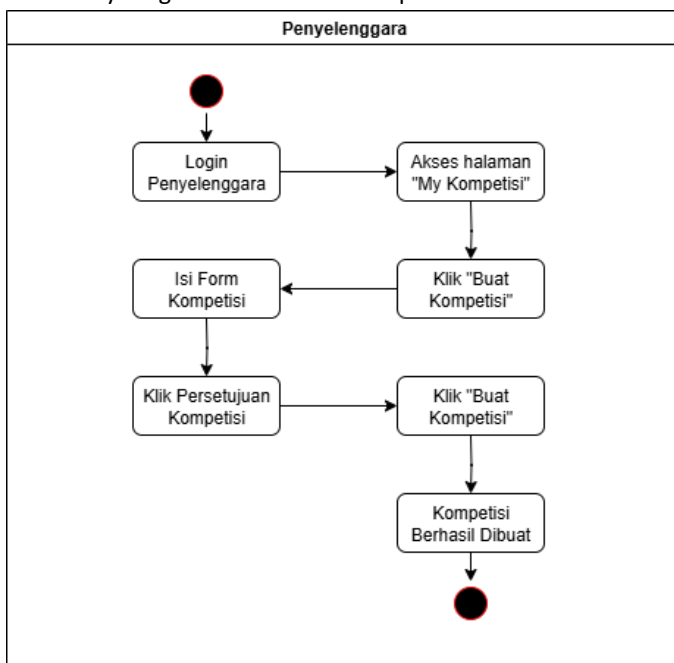 Penyelenggara
Login
Penyelenggara
Akses halaman
"My Kompetisi"
Klik "Buat
Kompetisi"
Isi Form
Kompetisi
Klik Persetujuan
Kompetisi
Klik "Buat
Kompetisi"
Kompetisi
Berhasil Dibuat